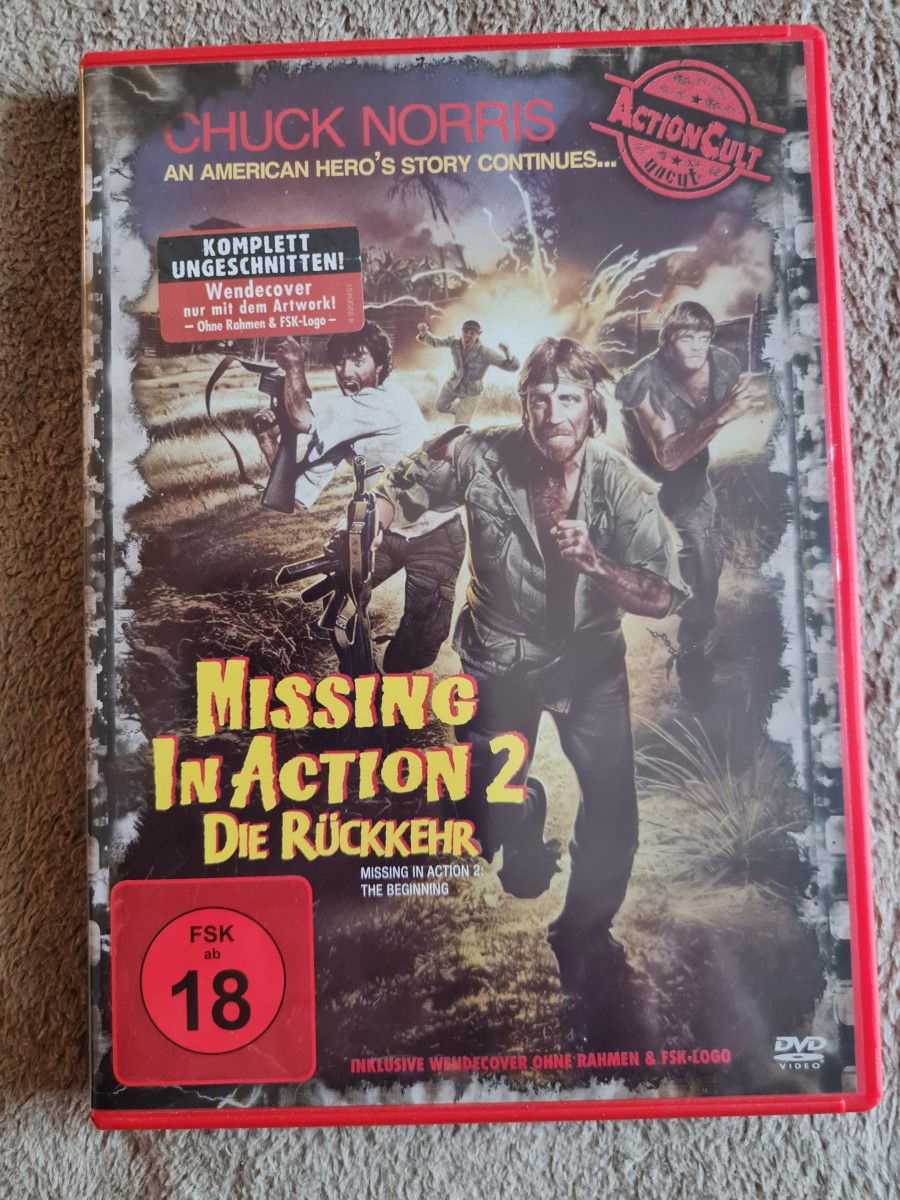 CHUCK NORRIS
AN AMERICAN HERO'S STORY CONTINUES...
ACTION CULT
uncut
KOMPLETT
UNGESCHNITTEN!
Wendecover
nur mit dem Artwork!
– Ohne Rahmen & FSK-Logo –
MISSING
IN ACTION 2
DIE RÜCKKEHR
MISSING IN ACTION 2:
THE BEGINNING
FSK
ab
18
INKLUSIVE WENDECOVER OHNE RAHMEN & FSK-LOGO
DVD
VIDEO